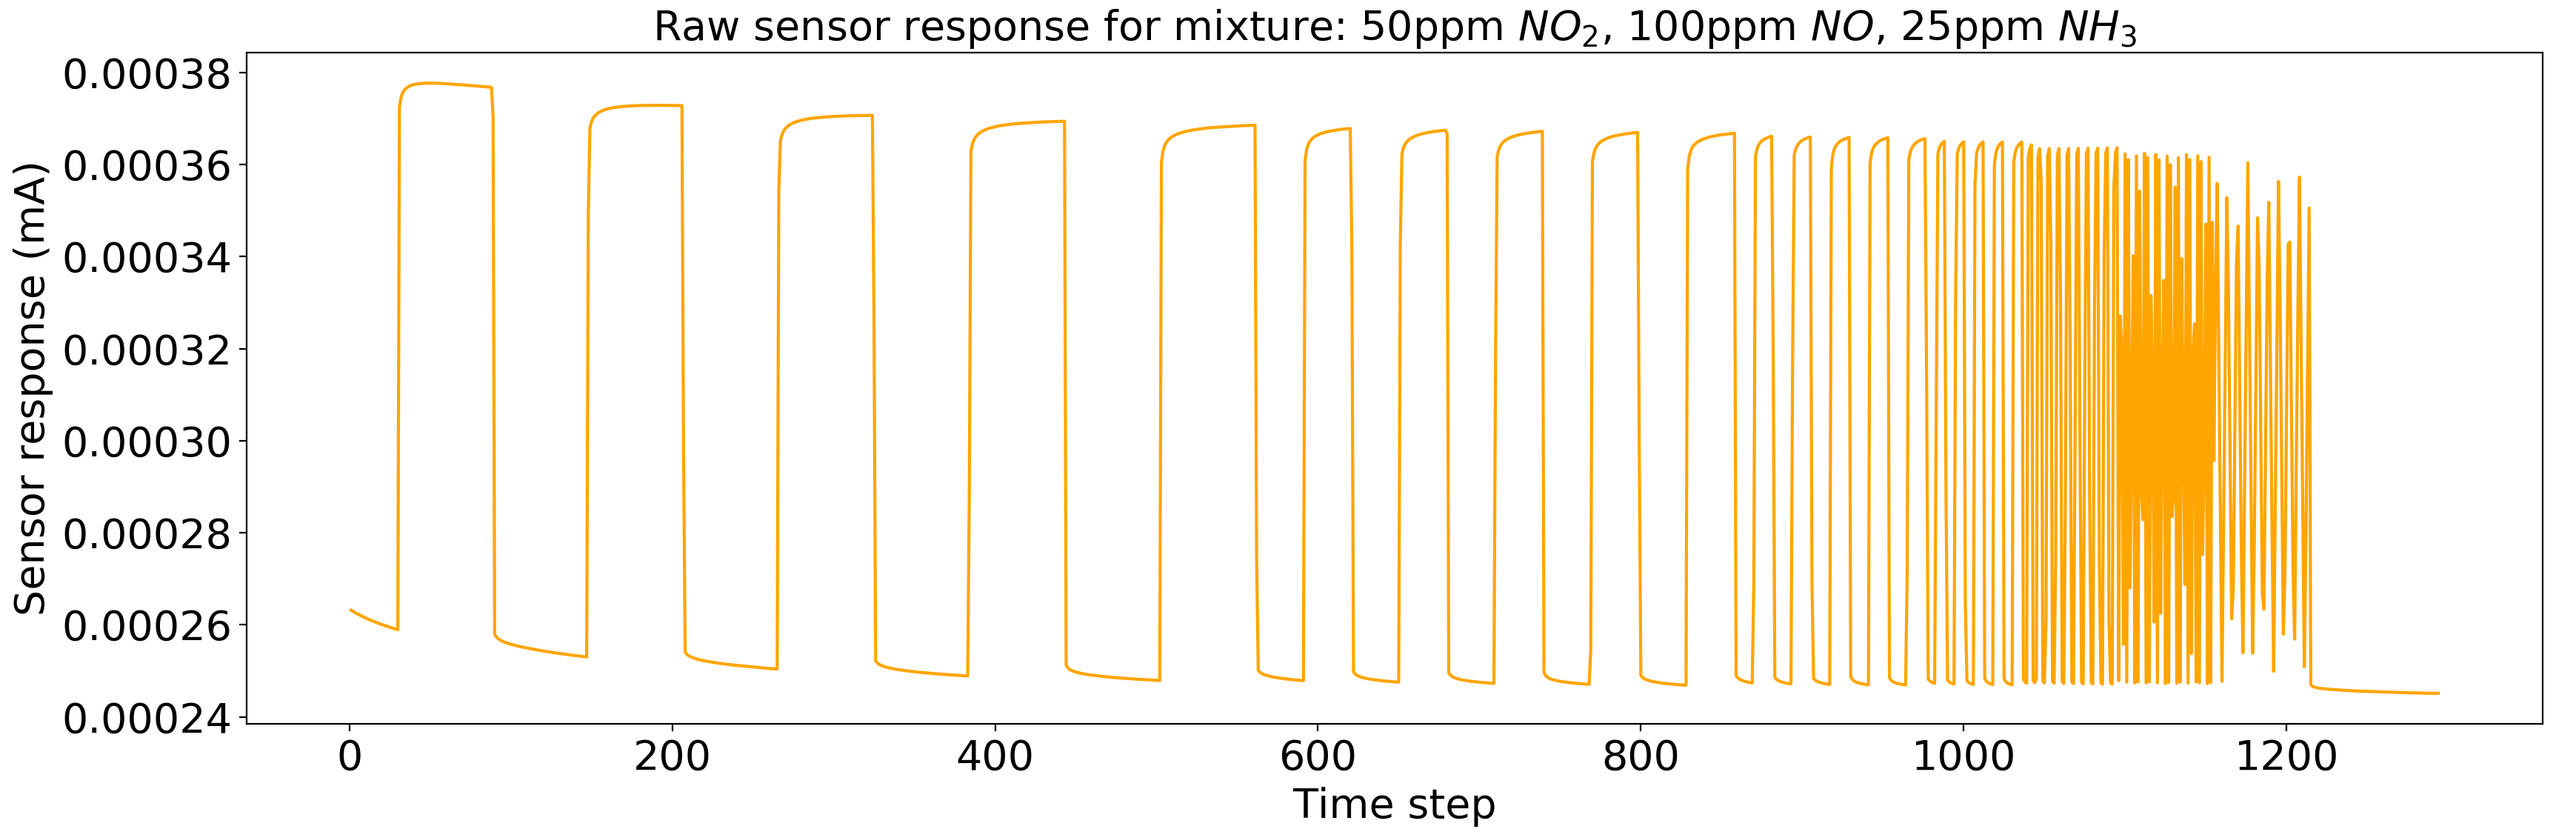 Raw sensor response for mixture: 50ppm NO₂, 100ppm NO, 25ppm NH₃
Sensor response (mA)
0.00038
0.00036
0.00034
0.00032
0.00030
0.00028
0.00026
0.00024
0 200 400 600 800 1000 1200
Time step